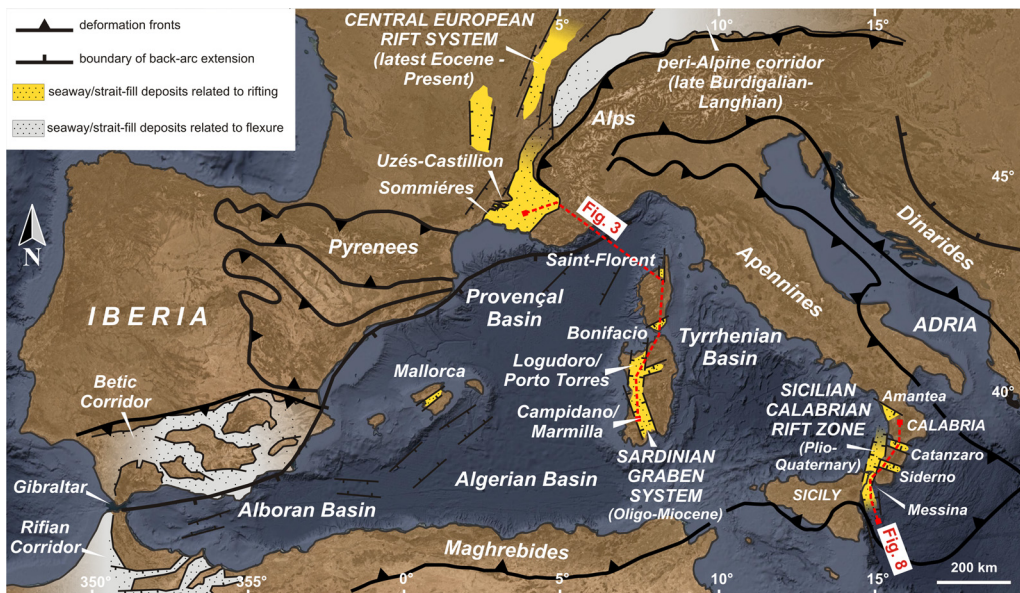 deformation fronts
boundary of back-arc extension
seaway/strait-fill deposits related to rifting
seaway/strait-fill deposits related to flexure
CENTRAL EUROPEAN
RIFT SYSTEM
(latest Eocene -
Present)
5°
10°
15°
peri-Alpine corridor
(late Burdigalian-
Langhian)
Alps
Uzés-Castillion
Sommiéres
45°
N
Fig. 3
Dinarides
Pyrenees
Saint-Florent
Apennines
IBERIA
Provençal
Basin
ADRIA
Bonifacio
Tyrrhenian
Basin
Logudoro/
Porto Torres
Mallorca
Betic
Corridor
SICILIAN
CALABRIAN
RIFT ZONE
(Plio-
Quaternary)
Amantea
40°
CALABRIA
Campidano/
Marmilla
Catanzaro
SARDINIAN
GRABEN
SYSTEM
(Oligo-Miocene)
Siderno
Algerian Basin
Gibraltar
SICILY
Alboran Basin
Messina
Rifian
Corridor
Maghrebides
Fig. 8
350°
355°
0°
5°
10°
15°
200 km